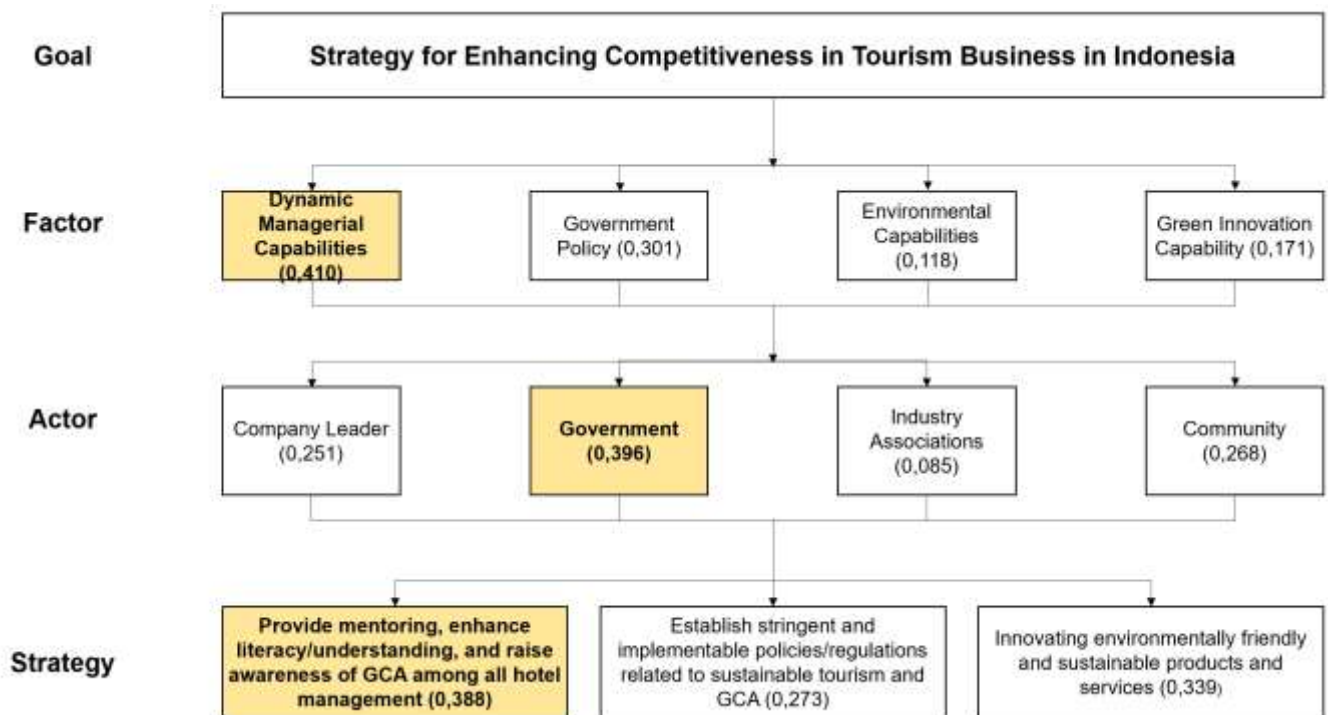 Goal
Strategy for Enhancing Competitiveness in Tourism Business in Indonesia
Factor
Dynamic
Managerial
Capabilities
(0,410)
Government
Policy (0,301)
Environmental
Capabilities
(0,118)
Green Innovation
Capability (0,171)
Actor
Company Leader
(0,251)
Government
(0,396)
Industry
Associations
(0,085)
Community
(0,268)
Strategy
Provide mentoring, enhance
literacy/understanding, and raise
awareness of GCA among all hotel
management (0,388)
Establish stringent and
implementable policies/regulations
related to sustainable tourism and
GCA (0,273)
Innovating environmentally friendly
and sustainable products and
services (0,339)